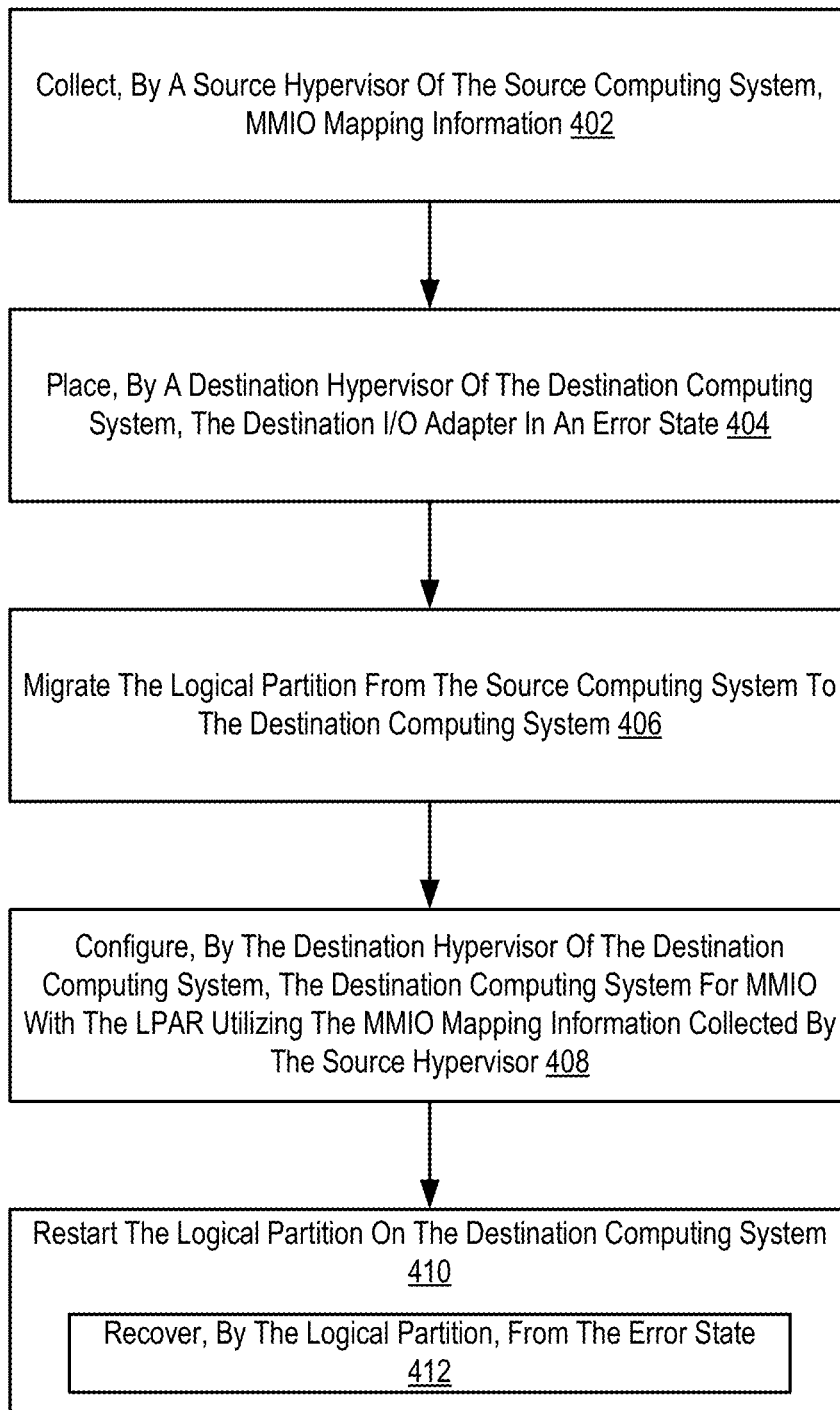 Collect, By A Source Hypervisor Of The Source Computing System,
MMIO Mapping Information 402
Place, By A Destination Hypervisor Of The Destination Computing
System, The Destination I/O Adapter In An Error State 404
Migrate The Logical Partition From The Source Computing System To
The Destination Computing System 406
Configure, By The Destination Hypervisor Of The Destination
Computing System, The Destination Computing System For MMIO
With The LPAR Utilizing The MMIO Mapping Information Collected By
The Source Hypervisor 408
Restart The Logical Partition On The Destination Computing System
410
Recover, By The Logical Partition, From The Error State
412